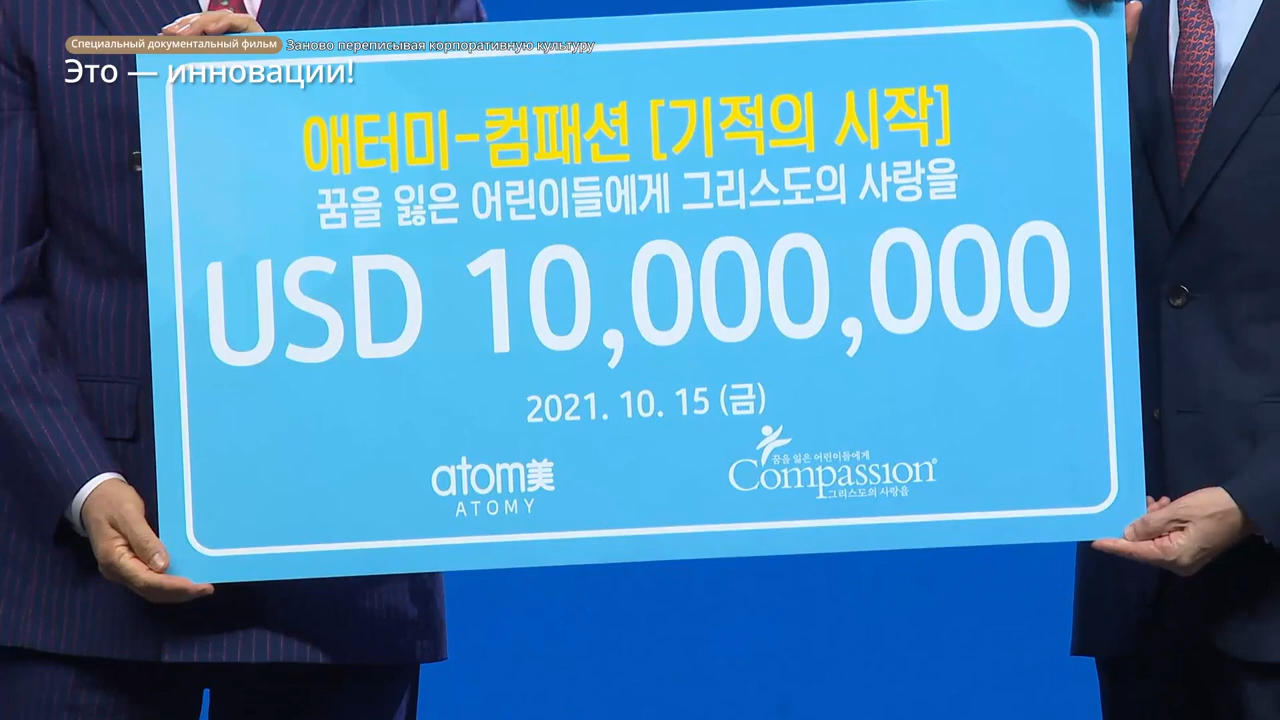 Специальный документальный фильм Заново переписывая корпоративную культуру
Это — инновации!
애터미-컴패션 [기적의 시작]
꿈을 잃은 어린이들에게 그리스도의 사랑을
USD 10,000,000
2021. 10. 15 (금)
atom美
ATOMY
꿈을 잃은 어린이들에게
Compassion®
그리스도의 사랑을